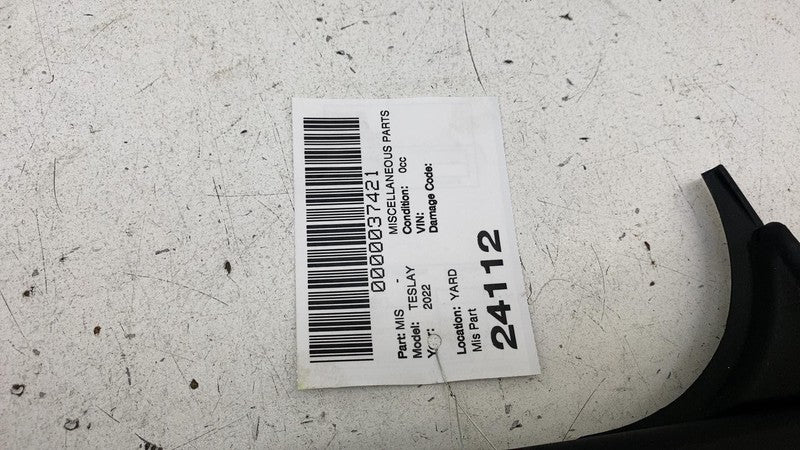 0000037421
Part: MIS - MISCELLANEOUS PARTS
Model: TESLAY Condition: 0cc
2022 VIN:
Damage Code:
Location: YARD
Mis Part
24112